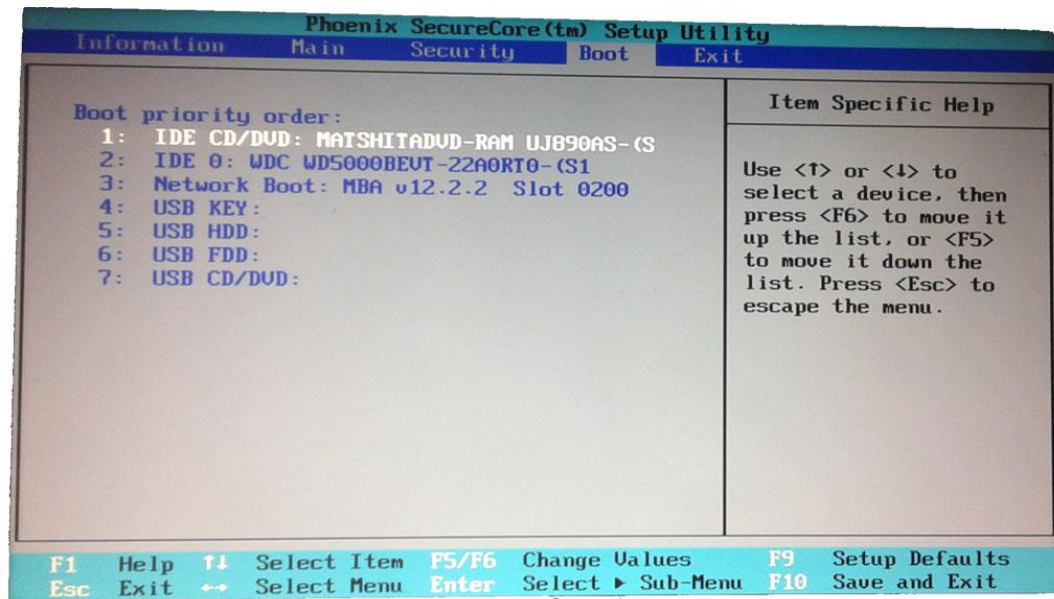 Phoenix SecureCore(tm) Setup Utility
Information Main Security Boot Exit
Boot priority order:
1: IDE CD/DVD: MATSHITADVD-RAM UJ890AS-(S
2: IDE 0: WDC WD5000BEVT-22A0RT0-(S1
3: Network Boot: MBA v12.2.2 Slot 0200
4: USB KEY:
5: USB HDD:
6: USB FDD:
7: USB CD/DVD:
Item Specific Help
Use <↑> or <↓> to
select a device, then
press <F6> to move it
up the list, or <F5>
to move it down the
list. Press <Esc> to
escape the menu.
F1 Help ↑↓ Select Item F5/F6 Change Values F9 Setup Defaults
Esc Exit ↔ Select Menu Enter Select ▶ Sub-Menu F10 Save and Exit